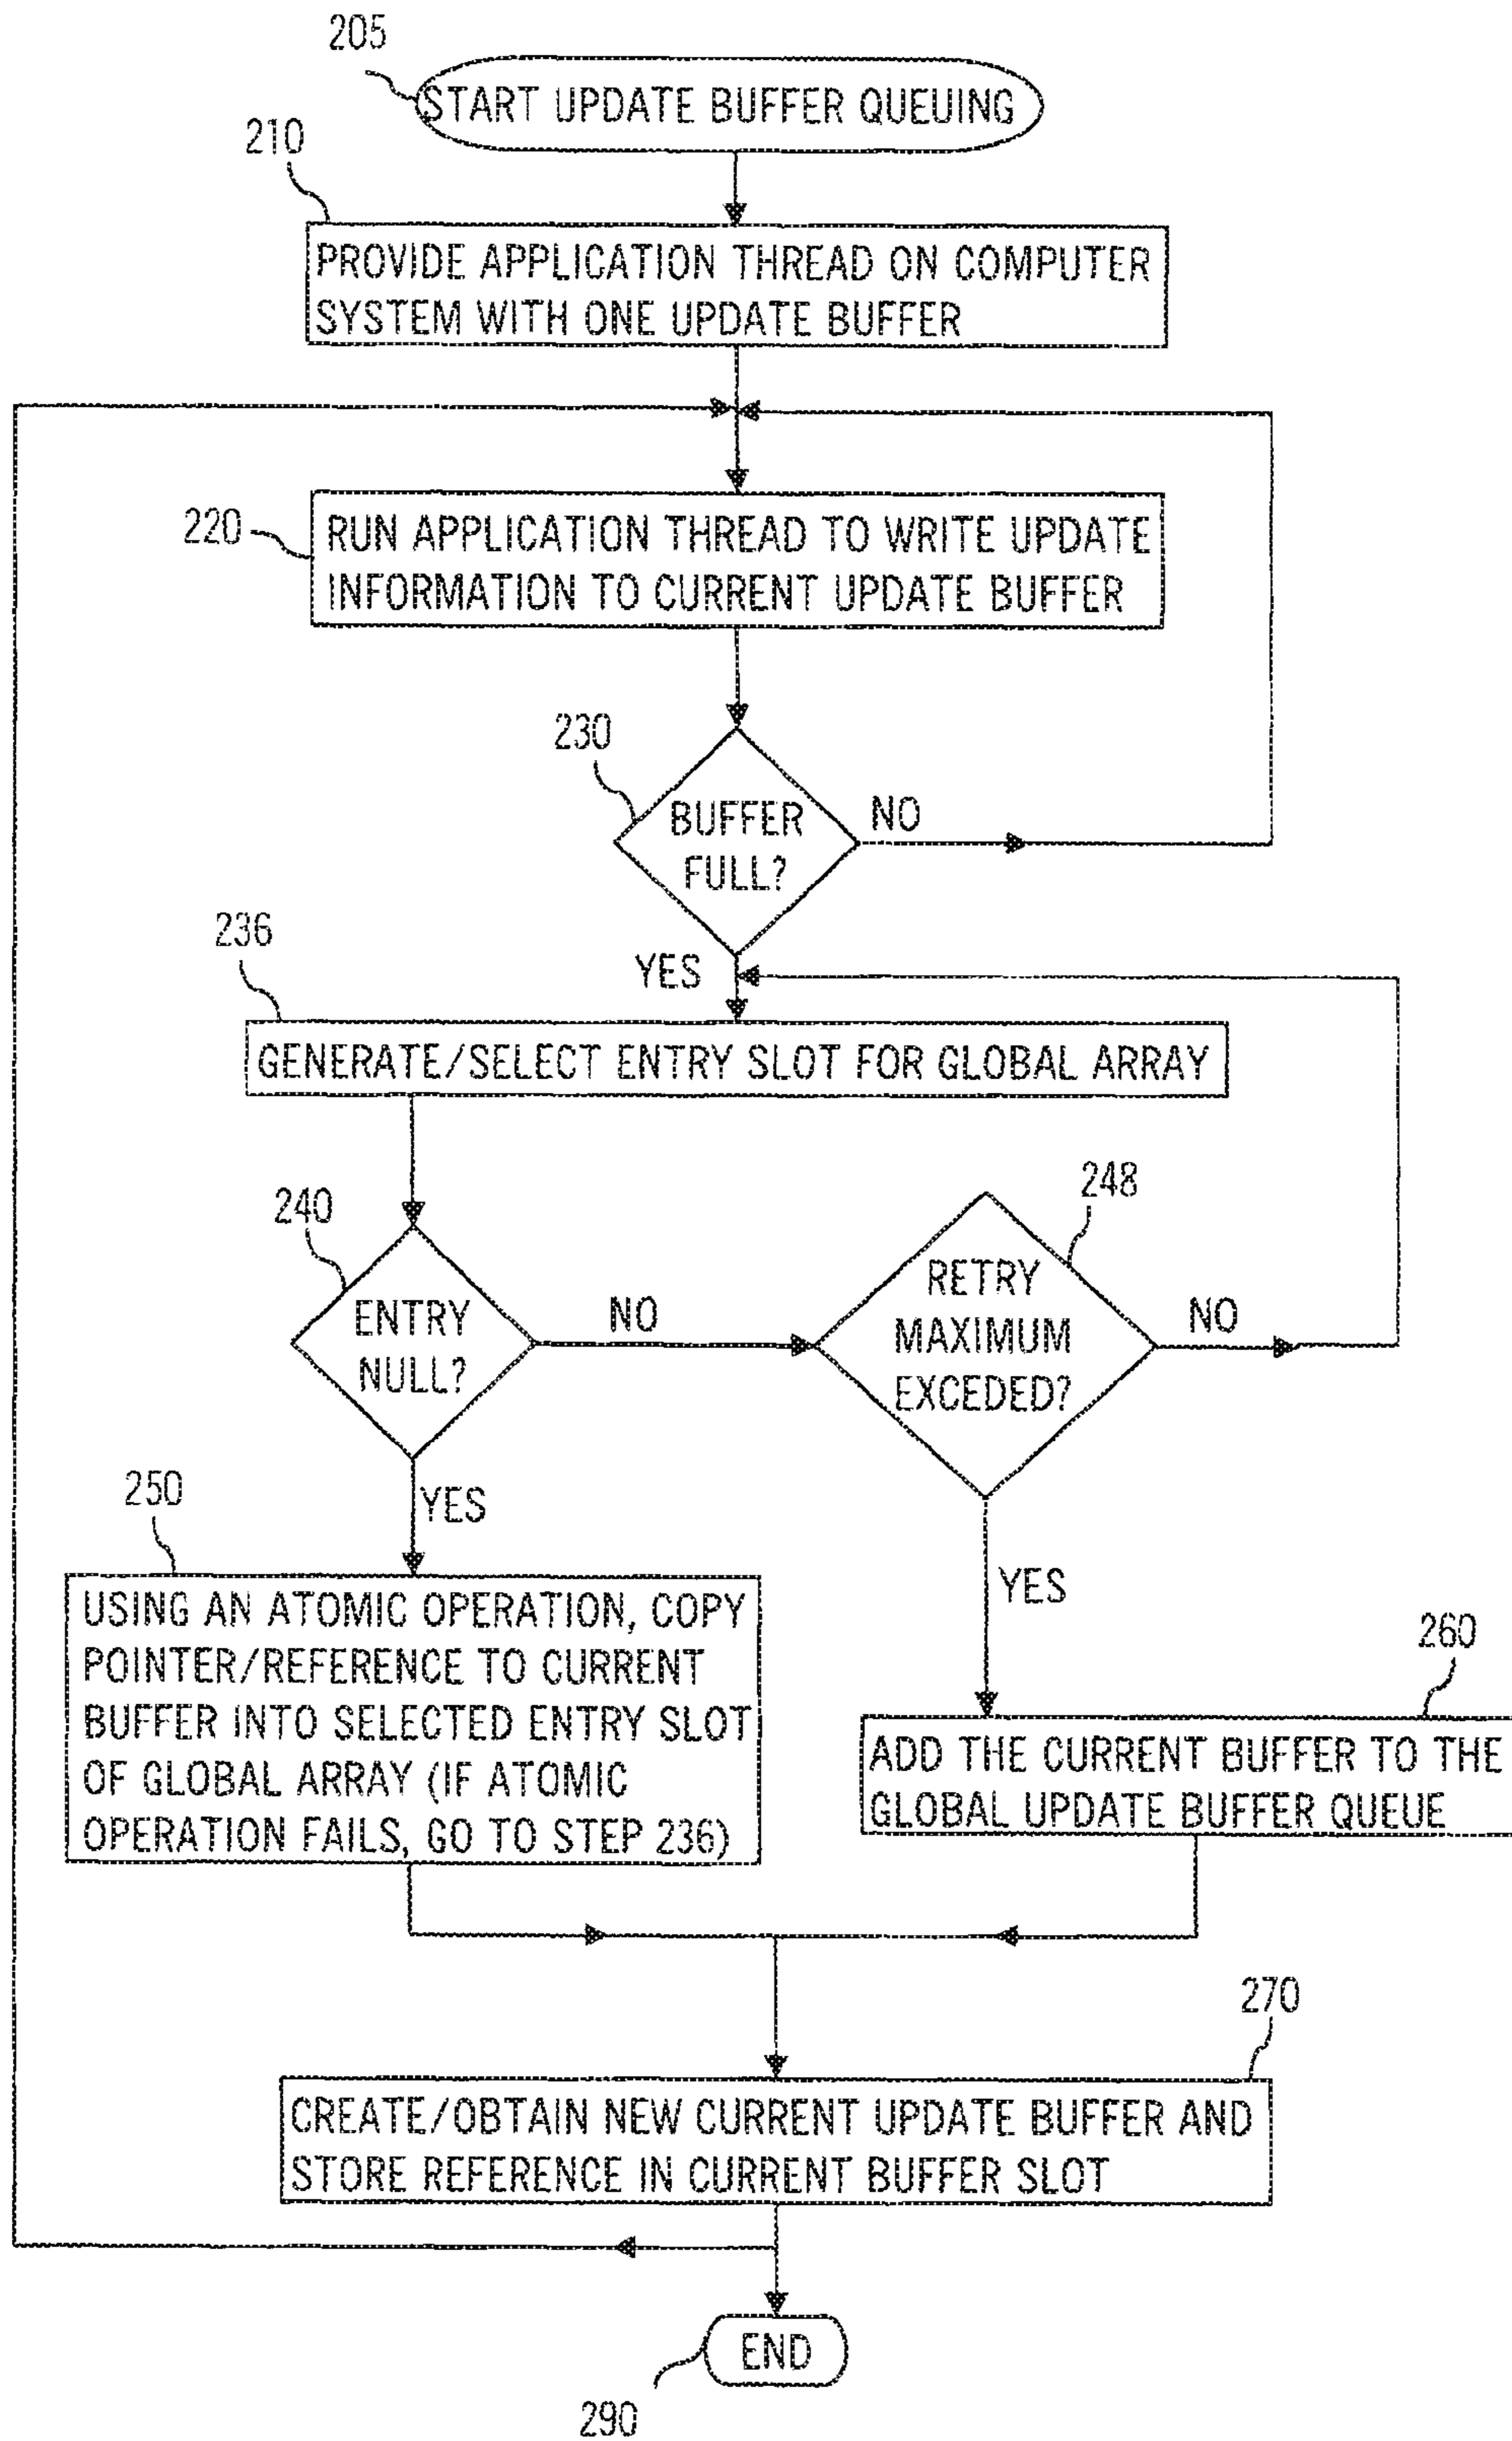 205
START UPDATE BUFFER QUEUING
210
PROVIDE APPLICATION THREAD ON COMPUTER
SYSTEM WITH ONE UPDATE BUFFER
220
RUN APPLICATION THREAD TO WRITE UPDATE
INFORMATION TO CURRENT UPDATE BUFFER
230
BUFFER
FULL?
NO
YES
236
GENERATE/SELECT ENTRY SLOT FOR GLOBAL ARRAY
240
ENTRY
NULL?
NO
248
RETRY
MAXIMUM
EXCEDED?
NO
YES
250
USING AN ATOMIC OPERATION, COPY
POINTER/REFERENCE TO CURRENT
BUFFER INTO SELECTED ENTRY SLOT
OF GLOBAL ARRAY (IF ATOMIC
OPERATION FAILS, GO TO STEP 236)
YES
260
ADD THE CURRENT BUFFER TO THE
GLOBAL UPDATE BUFFER QUEUE
270
CREATE/OBTAIN NEW CURRENT UPDATE BUFFER AND
STORE REFERENCE IN CURRENT BUFFER SLOT
END
290